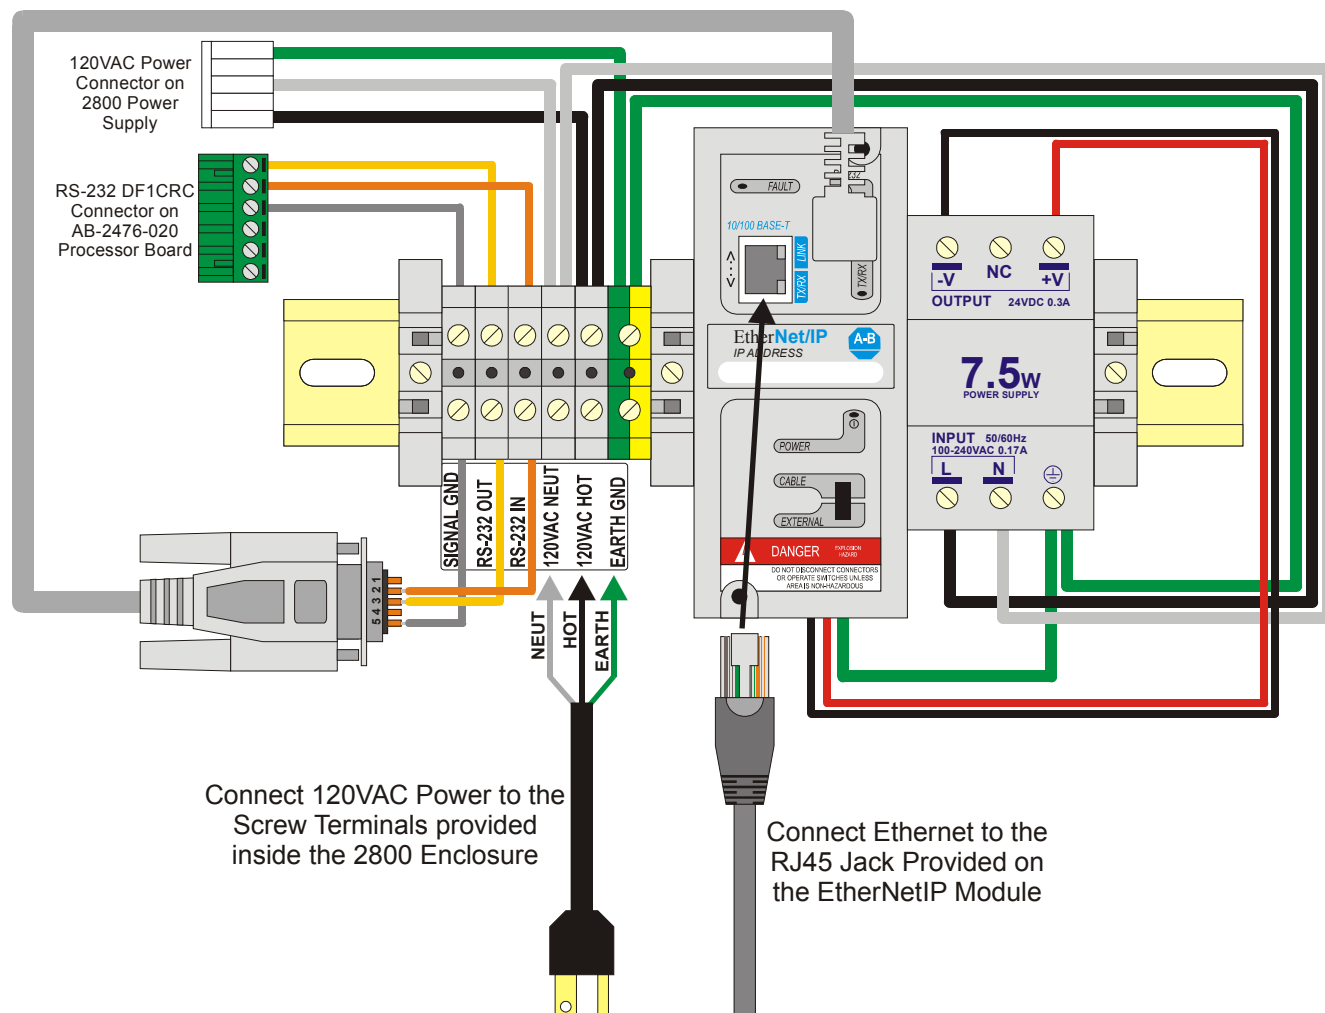 120VAC Power
Connector on
2800 Power
Supply
RS-232 DF1CRC
Connector on
AB-2476-020
Processor Board
FAULT
232
10/100 BASE-T
LINK
TX/RX
TX/RX
EtherNet/IP
A-B
IP ADDRESS
-V
NC
+V
OUTPUT 24VDC 0.3A
7.5W
POWER SUPPLY
INPUT 50/60Hz
100-240VAC 0.17A
L
N
POWER
CABLE
EXTERNAL
DANGER
EXPLOSION
HAZARD
DO NOT DISCONNECT CONNECTORS
OR OPERATE SWITCHES UNLESS
AREA IS NON-HAZARDOUS
SIGNAL GND
RS-232 OUT
RS-232 IN
120VAC NEUT
120VAC HOT
EARTH GND
5 4 3 2 1
NEUT
HOT
EARTH
Connect 120VAC Power to the
Screw Terminals provided
inside the 2800 Enclosure
Connect Ethernet to the
RJ45 Jack Provided on
the EtherNetIP Module